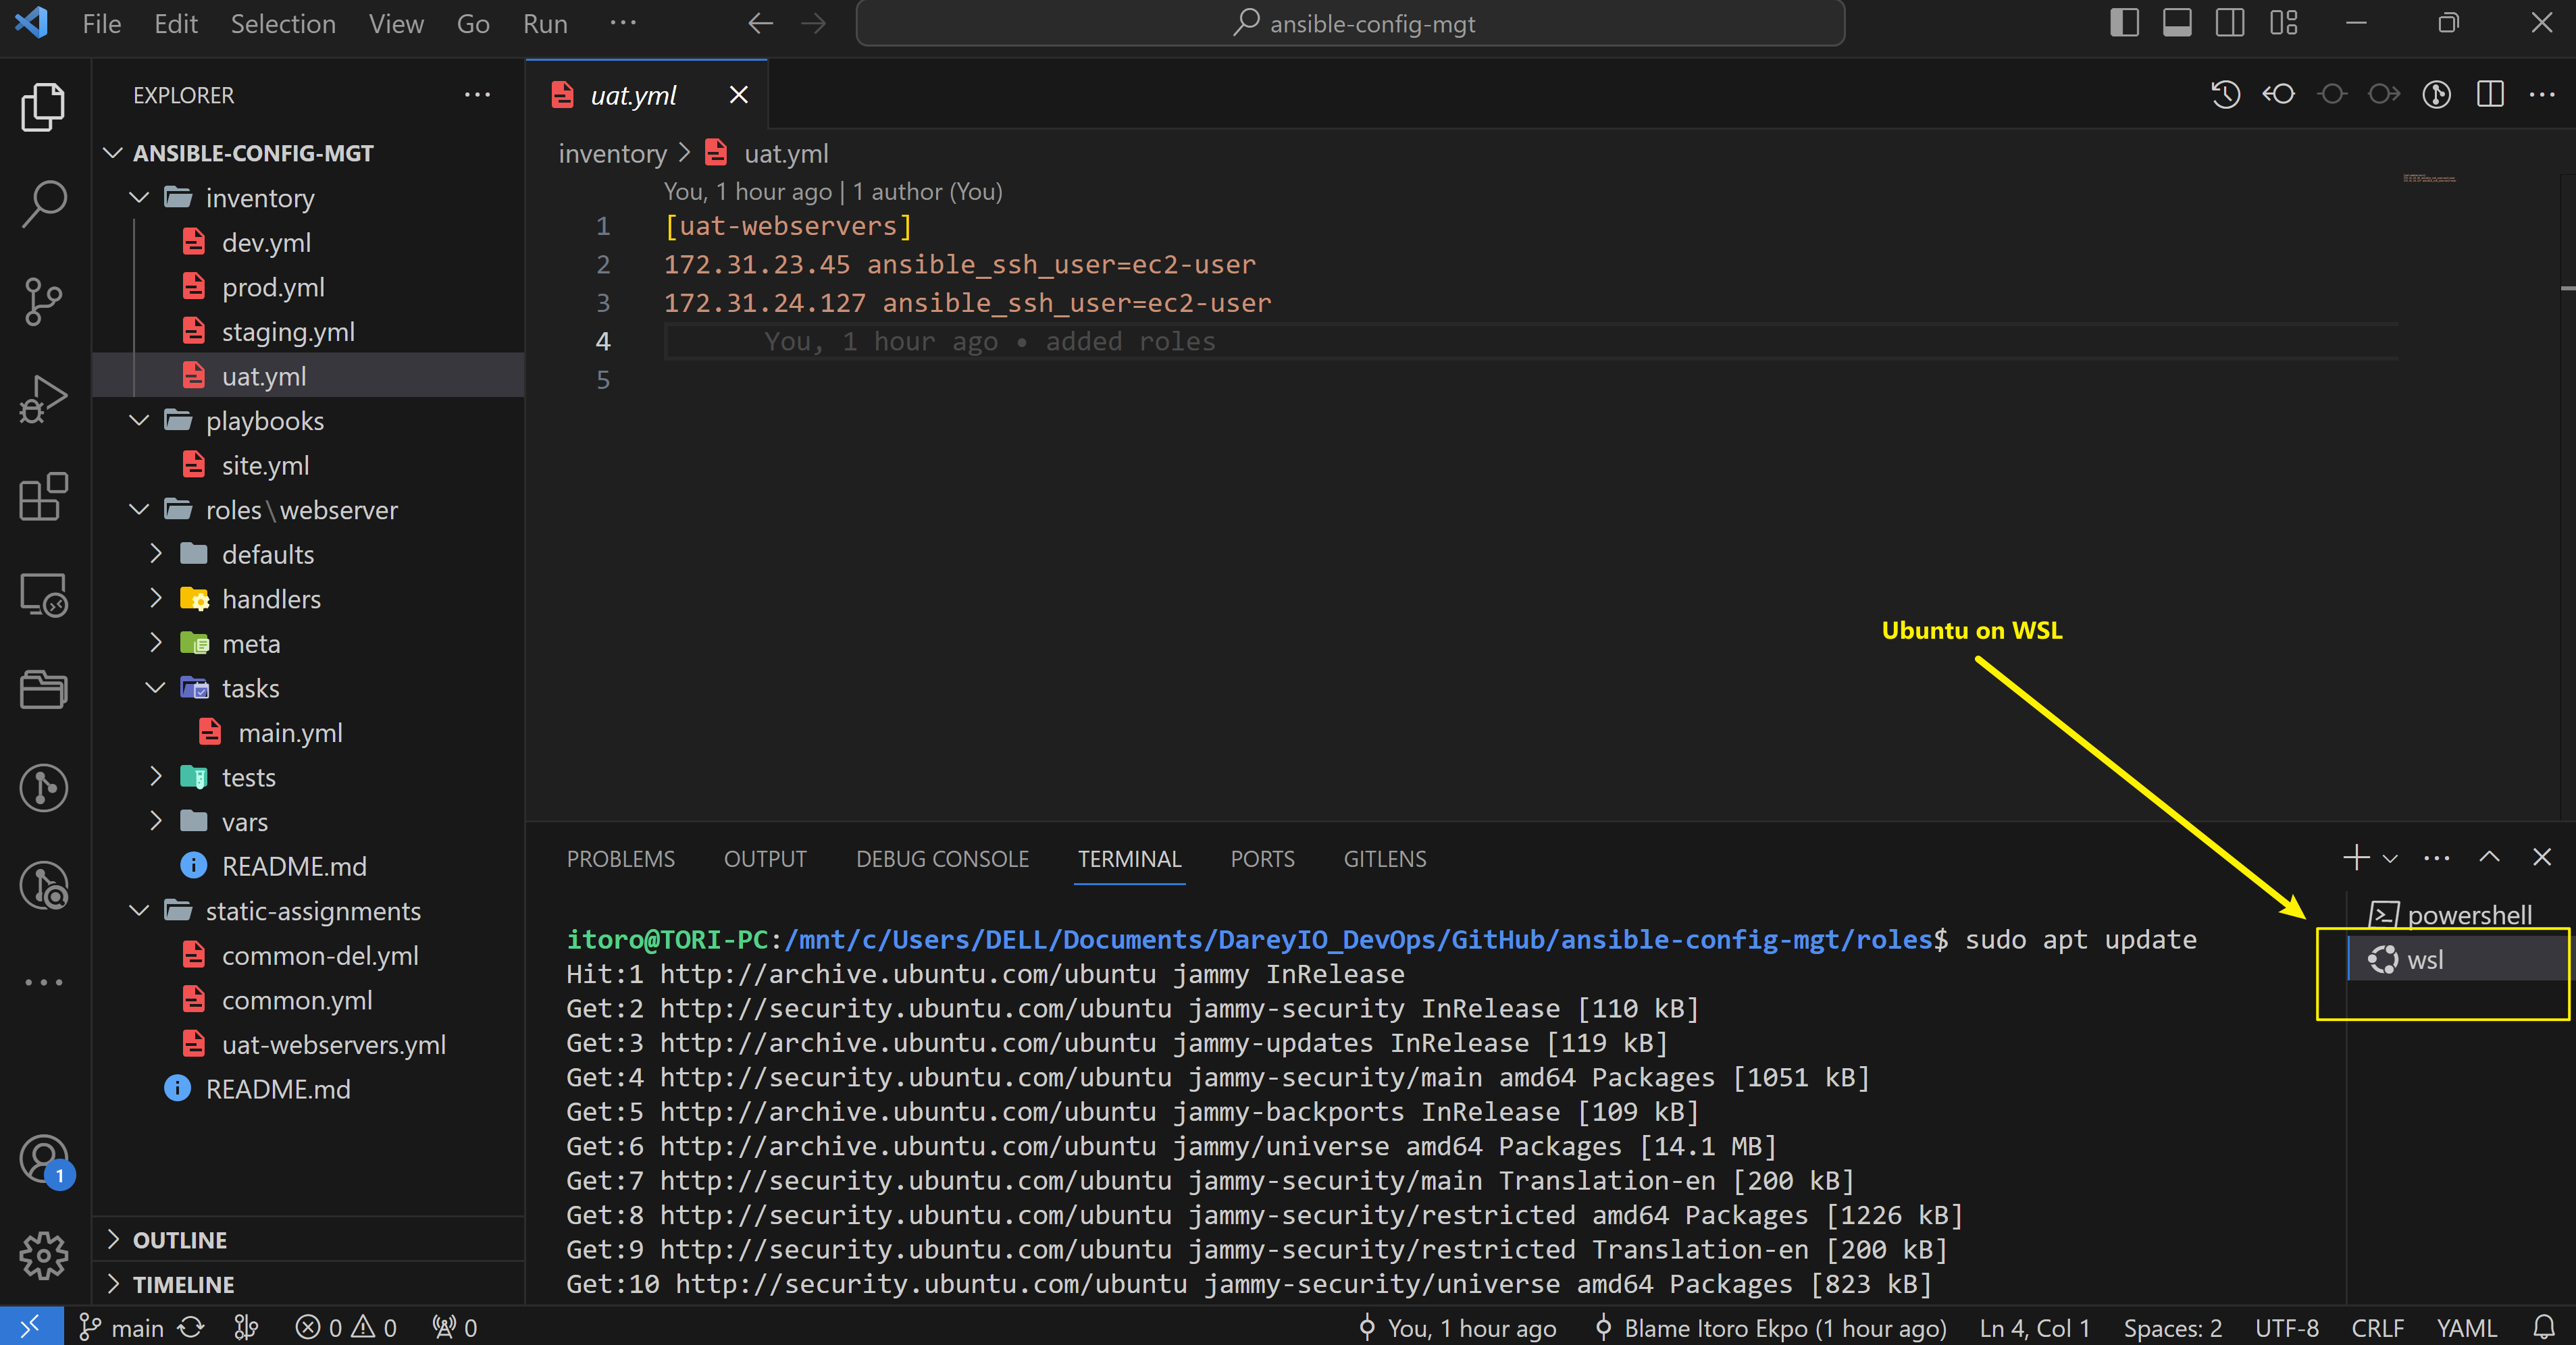 File Edit Selection View Go Run ···
ansible-config-mgt
EXPLORER
ANSIBLE-CONFIG-MGT
inventory
dev.yml
prod.yml
staging.yml
uat.yml
playbooks
site.yml
roles\webserver
defaults
handlers
meta
tasks
main.yml
tests
vars
README.md
static-assignments
common-del.yml
common.yml
uat-webservers.yml
README.md
OUTLINE
TIMELINE
1
uat.yml
inventory > uat.yml
You, 1 hour ago | 1 author (You)
1 [uat-webservers]
2 172.31.23.45 ansible_ssh_user=ec2-user
3 172.31.24.127 ansible_ssh_user=ec2-user
4 You, 1 hour ago • added roles
5
Ubuntu on WSL
PROBLEMS OUTPUT DEBUG CONSOLE TERMINAL PORTS GITLENS
powershell
wsl
itoro@TORI-PC:/mnt/c/Users/DELL/Documents/DareyIO_DevOps/GitHub/ansible-config-mgt/roles$ sudo apt update
Hit:1 http://archive.ubuntu.com/ubuntu jammy InRelease
Get:2 http://security.ubuntu.com/ubuntu jammy-security InRelease [110 kB]
Get:3 http://archive.ubuntu.com/ubuntu jammy-updates InRelease [119 kB]
Get:4 http://security.ubuntu.com/ubuntu jammy-security/main amd64 Packages [1051 kB]
Get:5 http://archive.ubuntu.com/ubuntu jammy-backports InRelease [109 kB]
Get:6 http://archive.ubuntu.com/ubuntu jammy/universe amd64 Packages [14.1 MB]
Get:7 http://security.ubuntu.com/ubuntu jammy-security/main Translation-en [200 kB]
Get:8 http://security.ubuntu.com/ubuntu jammy-security/restricted amd64 Packages [1226 kB]
Get:9 http://security.ubuntu.com/ubuntu jammy-security/restricted Translation-en [200 kB]
Get:10 http://security.ubuntu.com/ubuntu jammy-security/universe amd64 Packages [823 kB]
main 0 0 0 You, 1 hour ago Blame Itoro Ekpo (1 hour ago) Ln 4, Col 1 Spaces: 2 UTF-8 CRLF YAML